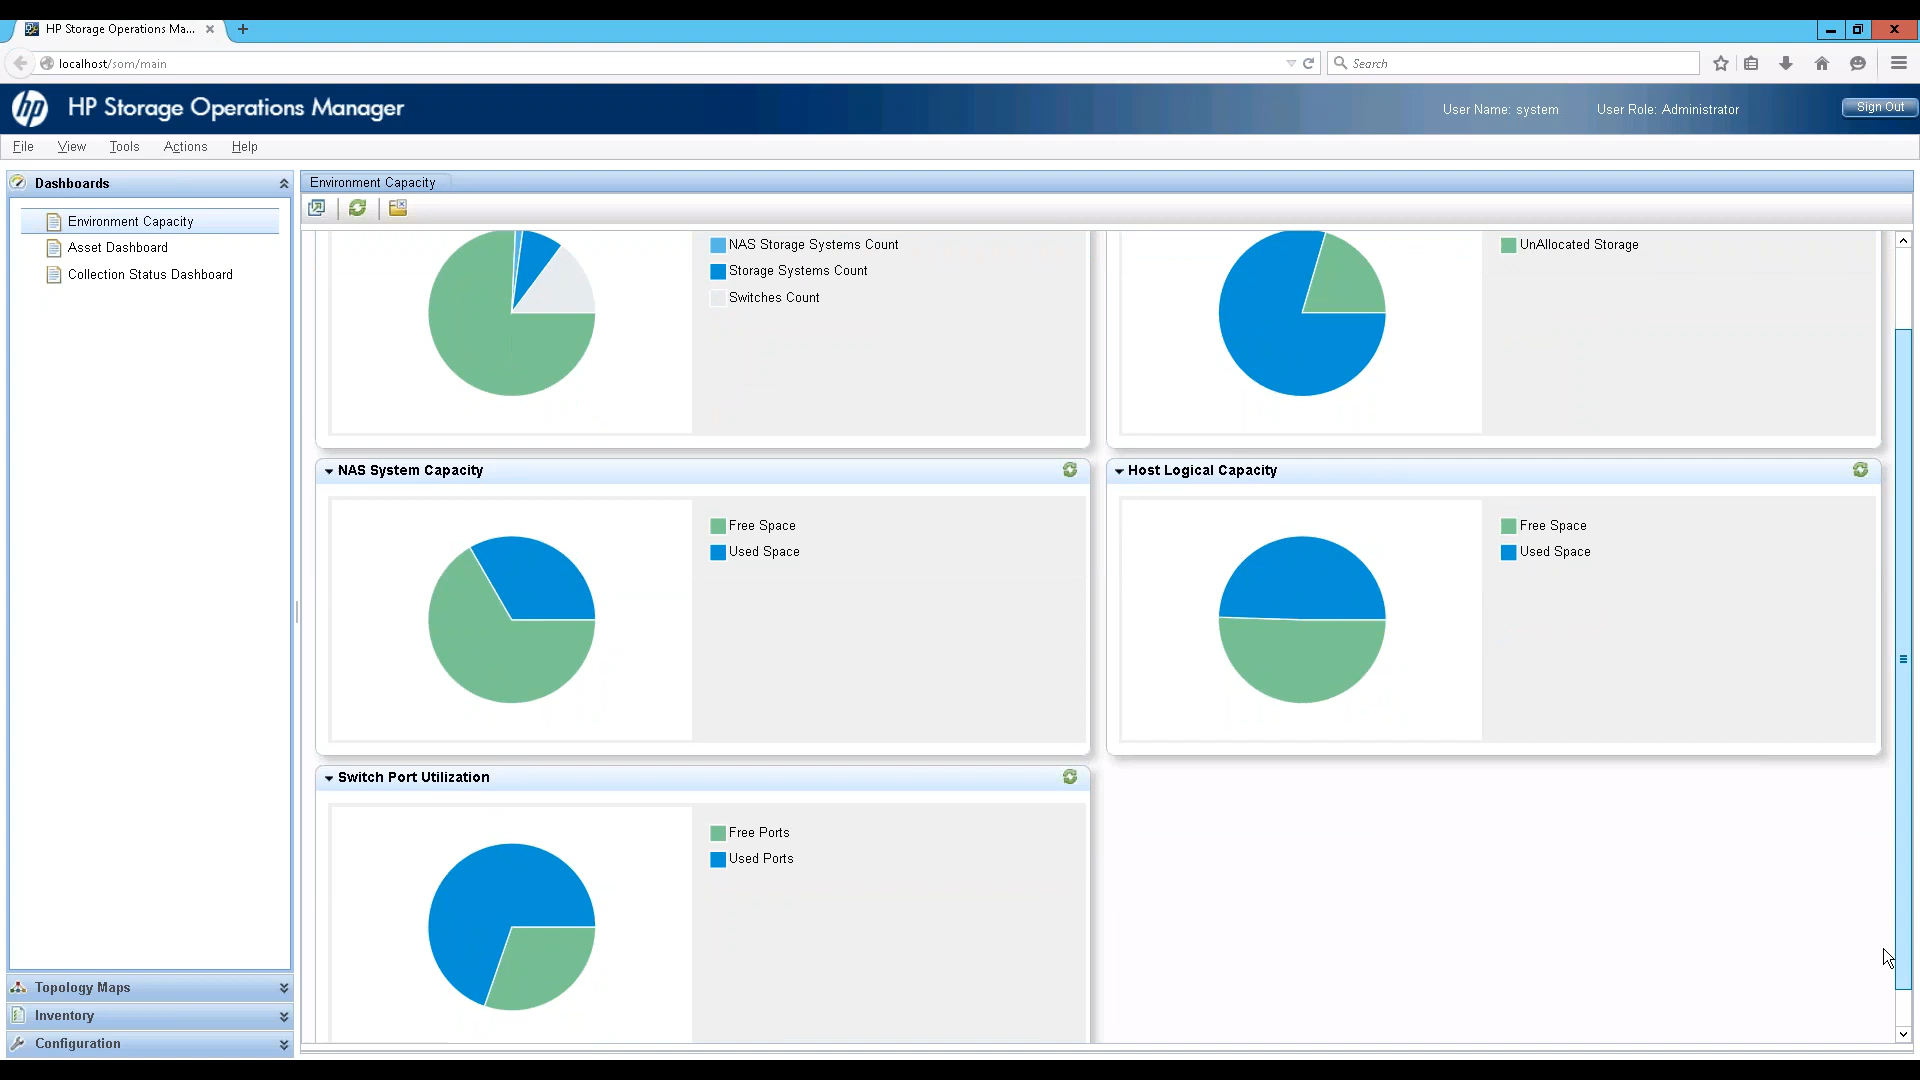 HP Storage Operations Ma...
localhost/som/main
Search
hp
HP Storage Operations Manager
User Name: system
User Role: Administrator
Sign Out
File View Tools Actions Help
Dashboards
Environment Capacity
Asset Dashboard
Collection Status Dashboard
Topology Maps
Inventory
Configuration
Environment Capacity
NAS Storage Systems Count
Storage Systems Count
Switches Count
UnAllocated Storage
NAS System Capacity
Free Space
Used Space
Host Logical Capacity
Free Space
Used Space
Switch Port Utilization
Free Ports
Used Ports